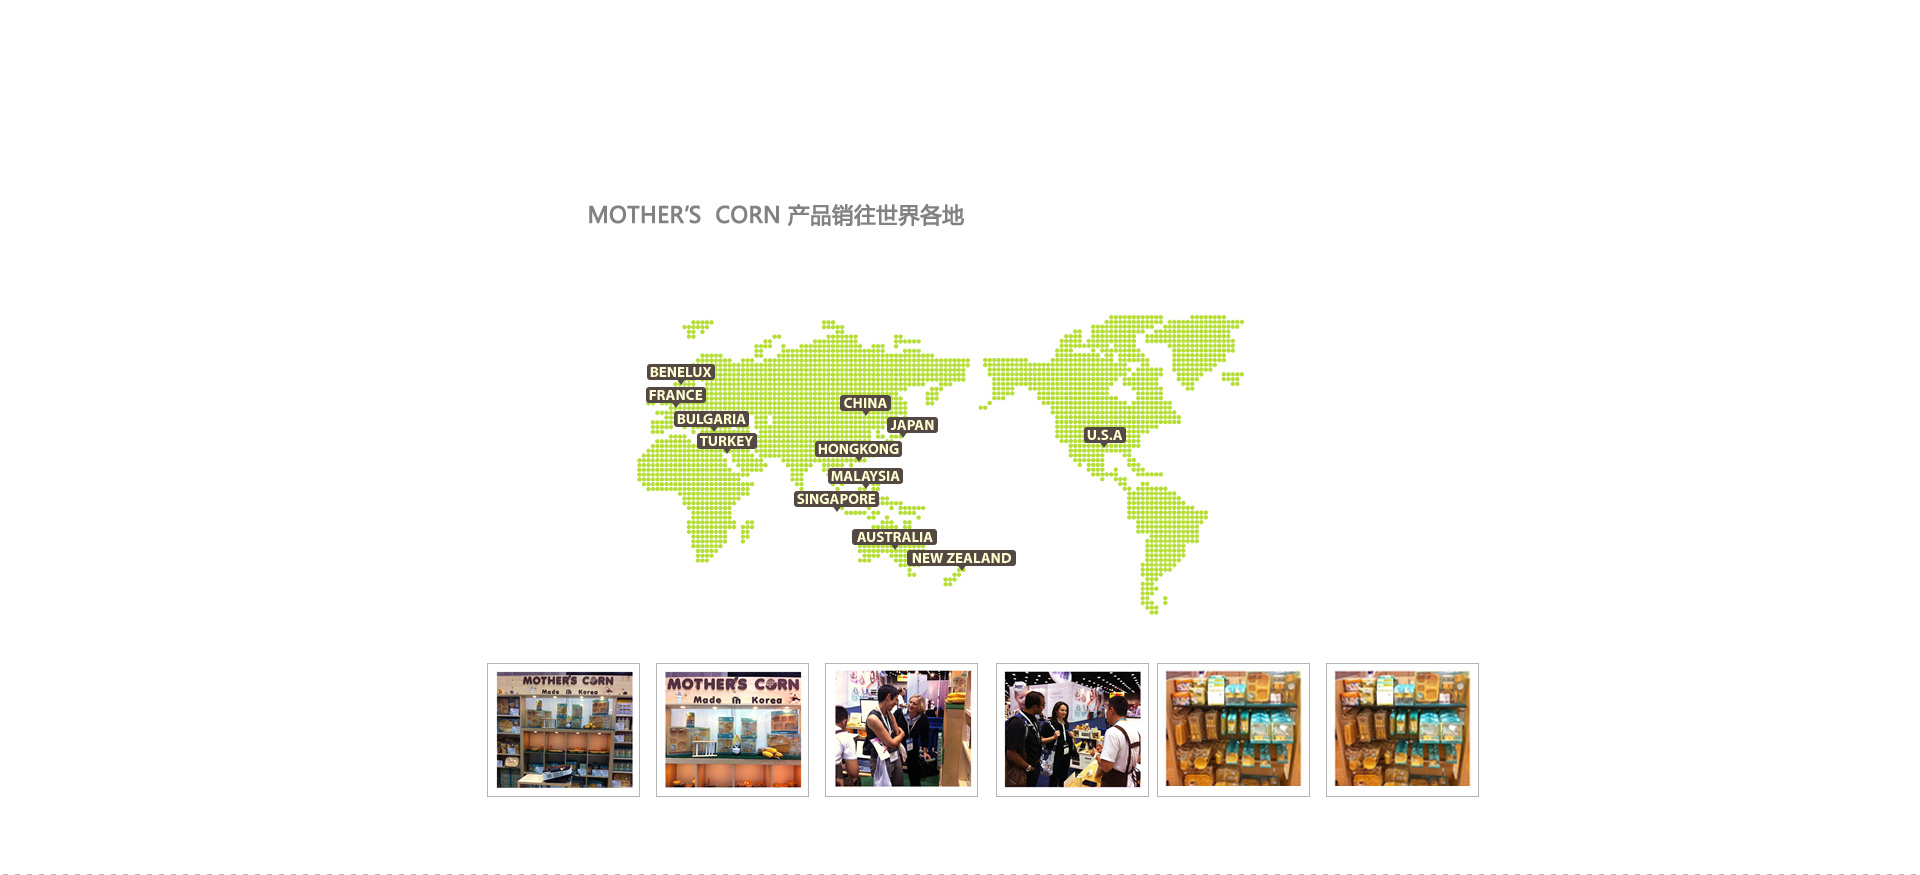 MOTHER'S CORN 产品销往世界各地
BENELUX
FRANCE
CHINA
BULGARIA
JAPAN
TURKEY
U.S.A
HONGKONG
MALAYSIA
SINGAPORE
AUSTRALIA
NEW ZEALAND
MOTHER'S CORN
Made in Korea
MOTHER'S CORN
Made in Korea